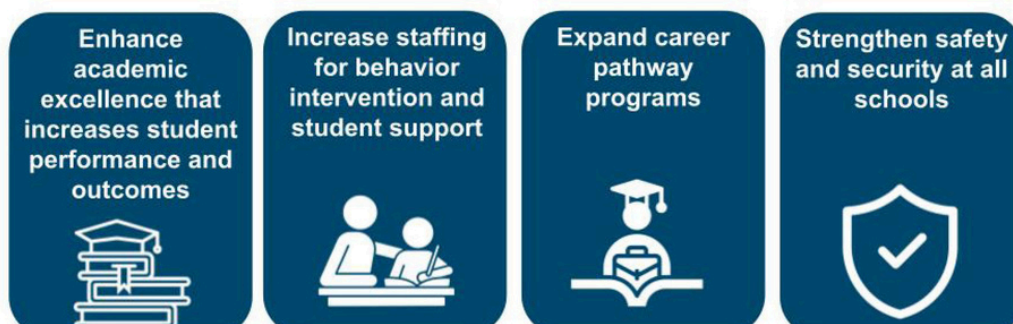 Enhance
academic
excellence that
increases student
performance and
outcomes
Increase staffing
for behavior
intervention and
student support
Expand career
pathway
programs
Strengthen safety
and security at all
schools